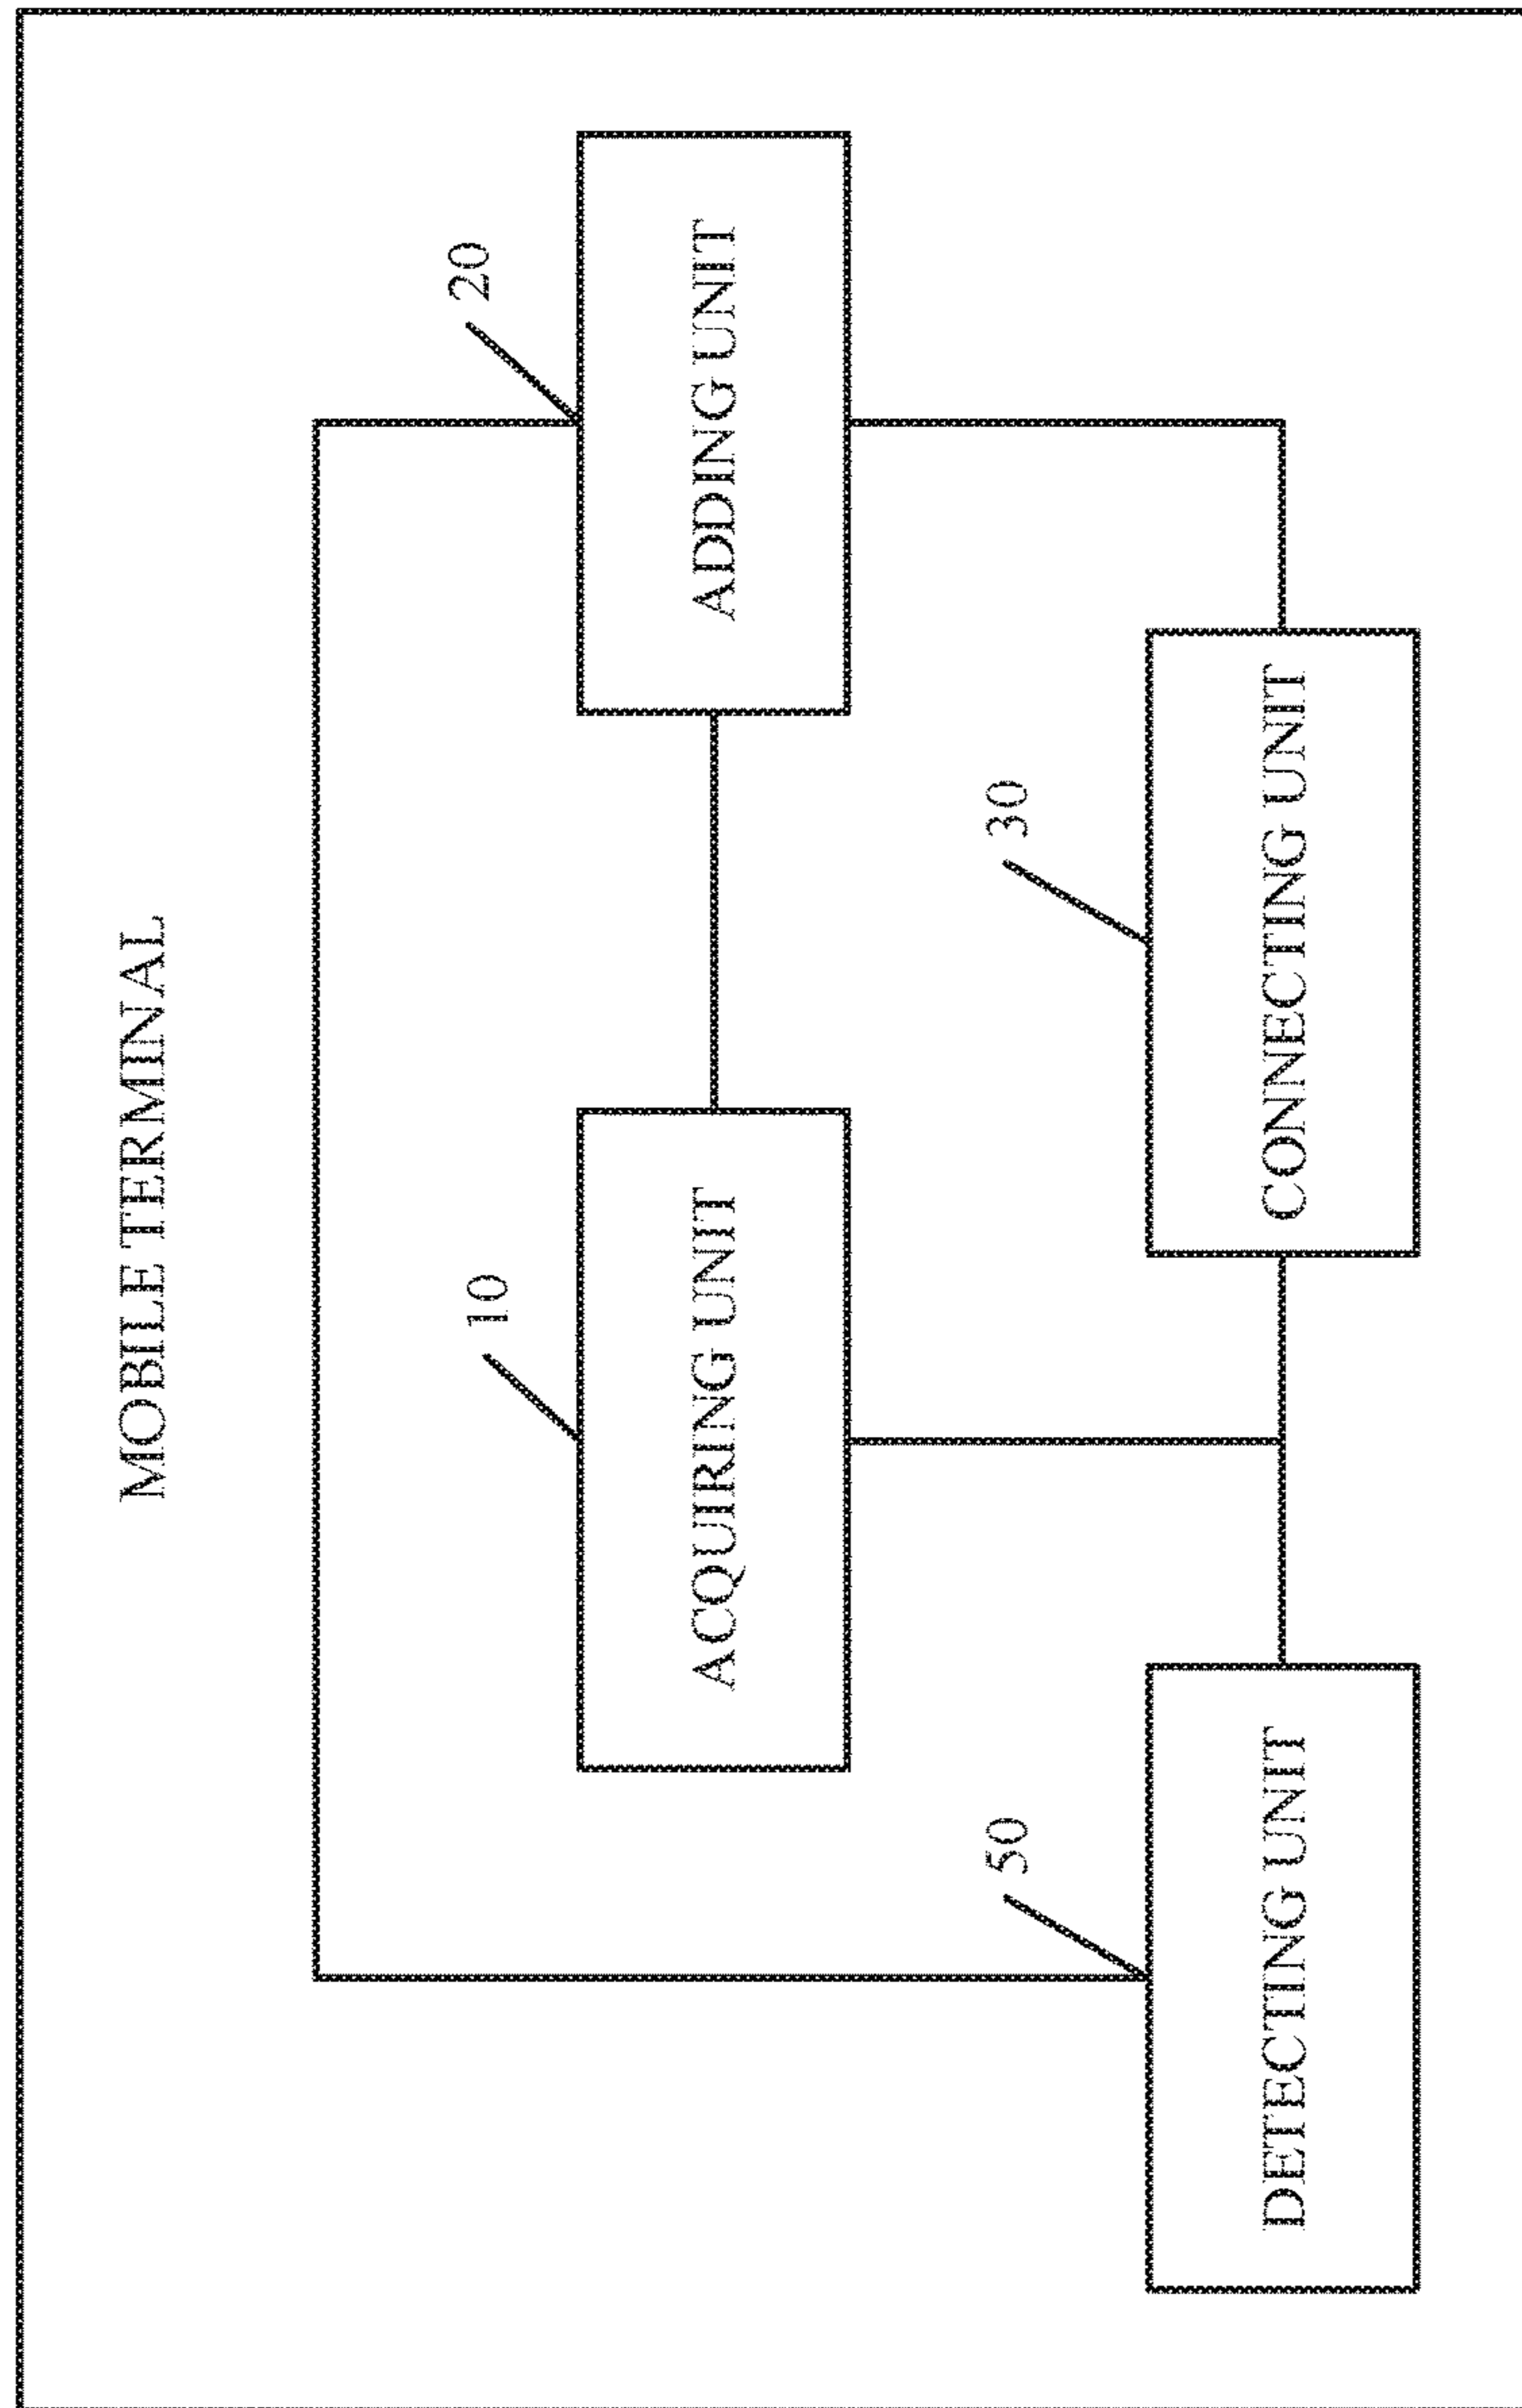 MOBILE TERMINAL
10
20
ACQUIRING UNIT
ADDING UNIT
50
30
DETECTING UNIT
CONNECTING UNIT